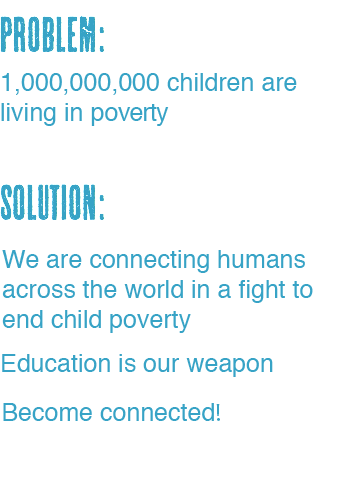 PROBLEM:
1,000,000,000 children are
living in poverty
SOLUTION:
We are connecting humans
across the world in a fight to
end child poverty
Education is our weapon
Become connected!